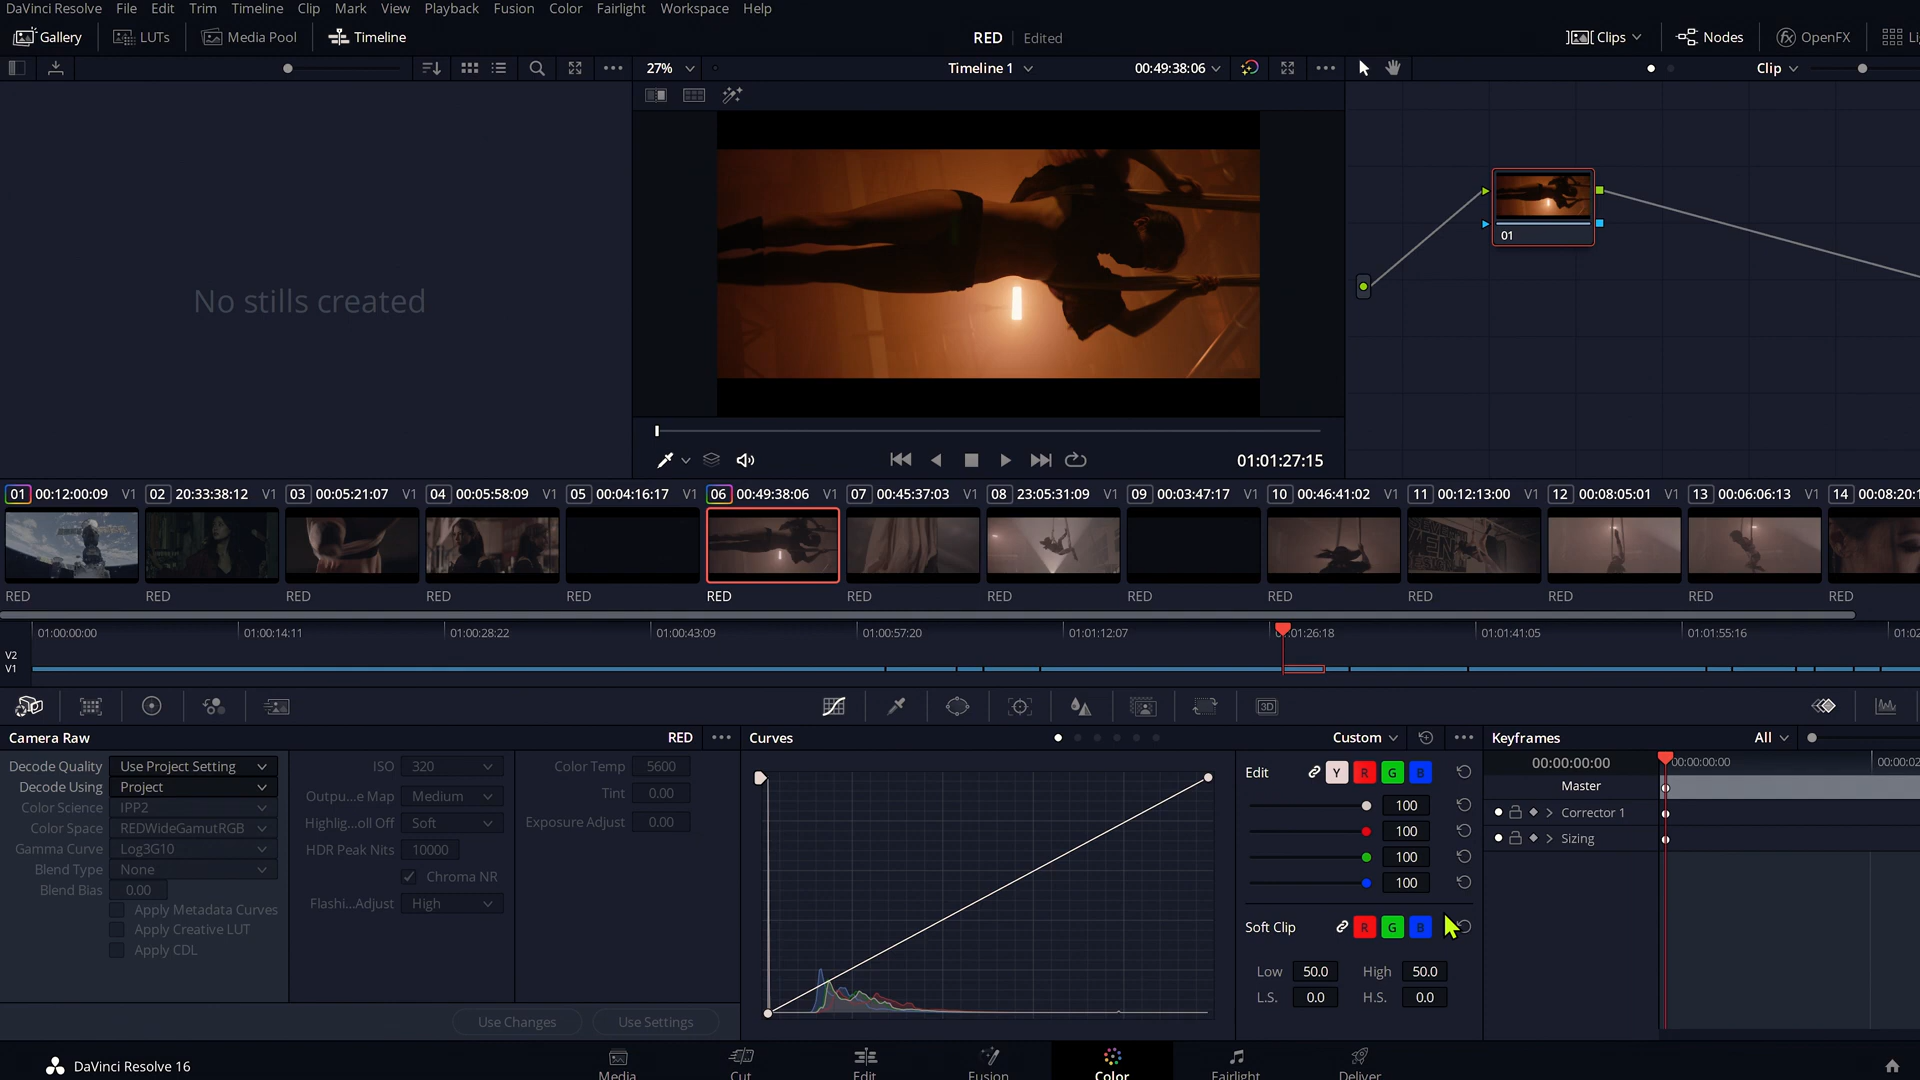 DaVinci Resolve File Edit Trim Timeline Clip Mark View Playback Fusion Color Fairlight Workspace Help
Gallery LUTs Media Pool Timeline RED Edited Clips Nodes fx OpenFX Li
27% Timeline 1 00:49:38:06 Clip
No stills created
01
01:01:27:15
01 00:12:00:09 V1 02 20:33:38:12 V1 03 00:05:21:07 V1 04 00:05:58:09 V1 05 00:04:16:17 V1 06 00:49:38:06 V1 07 00:45:37:03 V1 08 23:05:31:09 V1 09 00:03:47:17 V1 10 00:46:41:02 V1 11 00:12:13:00 V1 12 00:08:05:01 V1 13 00:06:06:13 V1 14 00:08:20:1
RED RED RED RED RED RED RED RED RED RED RED RED RED RED
01:00:00:00 01:00:14:11 01:00:28:22 01:00:43:09 01:00:57:20 01:01:12:07 01:01:26:18 01:01:41:05 01:01:55:16 01:02
V2
V1
3D
Camera Raw RED
Decode Quality Use Project Setting
Decode Using Project
Color Science IPP2
Color Space REDWideGamutRGB
Gamma Curve Log3G10
Blend Type None
Blend Bias 0.00
Apply Metadata Curves
Apply Creative LUT
Apply CDL
ISO 320
Outpu...e Map Medium
Highlig...oll Off Soft
HDR Peak Nits 10000
Chroma NR
Flashi...Adjust High
Color Temp 5600
Tint 0.00
Exposure Adjust 0.00
Use Changes Use Settings
Curves Custom
Edit Y R G B
100
100
100
100
Soft Clip R G B
Low 50.0 High 50.0
L.S. 0.0 H.S. 0.0
Keyframes All
00:00:00:00 00:00:00:00 00:00:02
Master
Corrector 1
Sizing
DaVinci Resolve 16 Media Cut Edit Fusion Color Fairlight Deliver